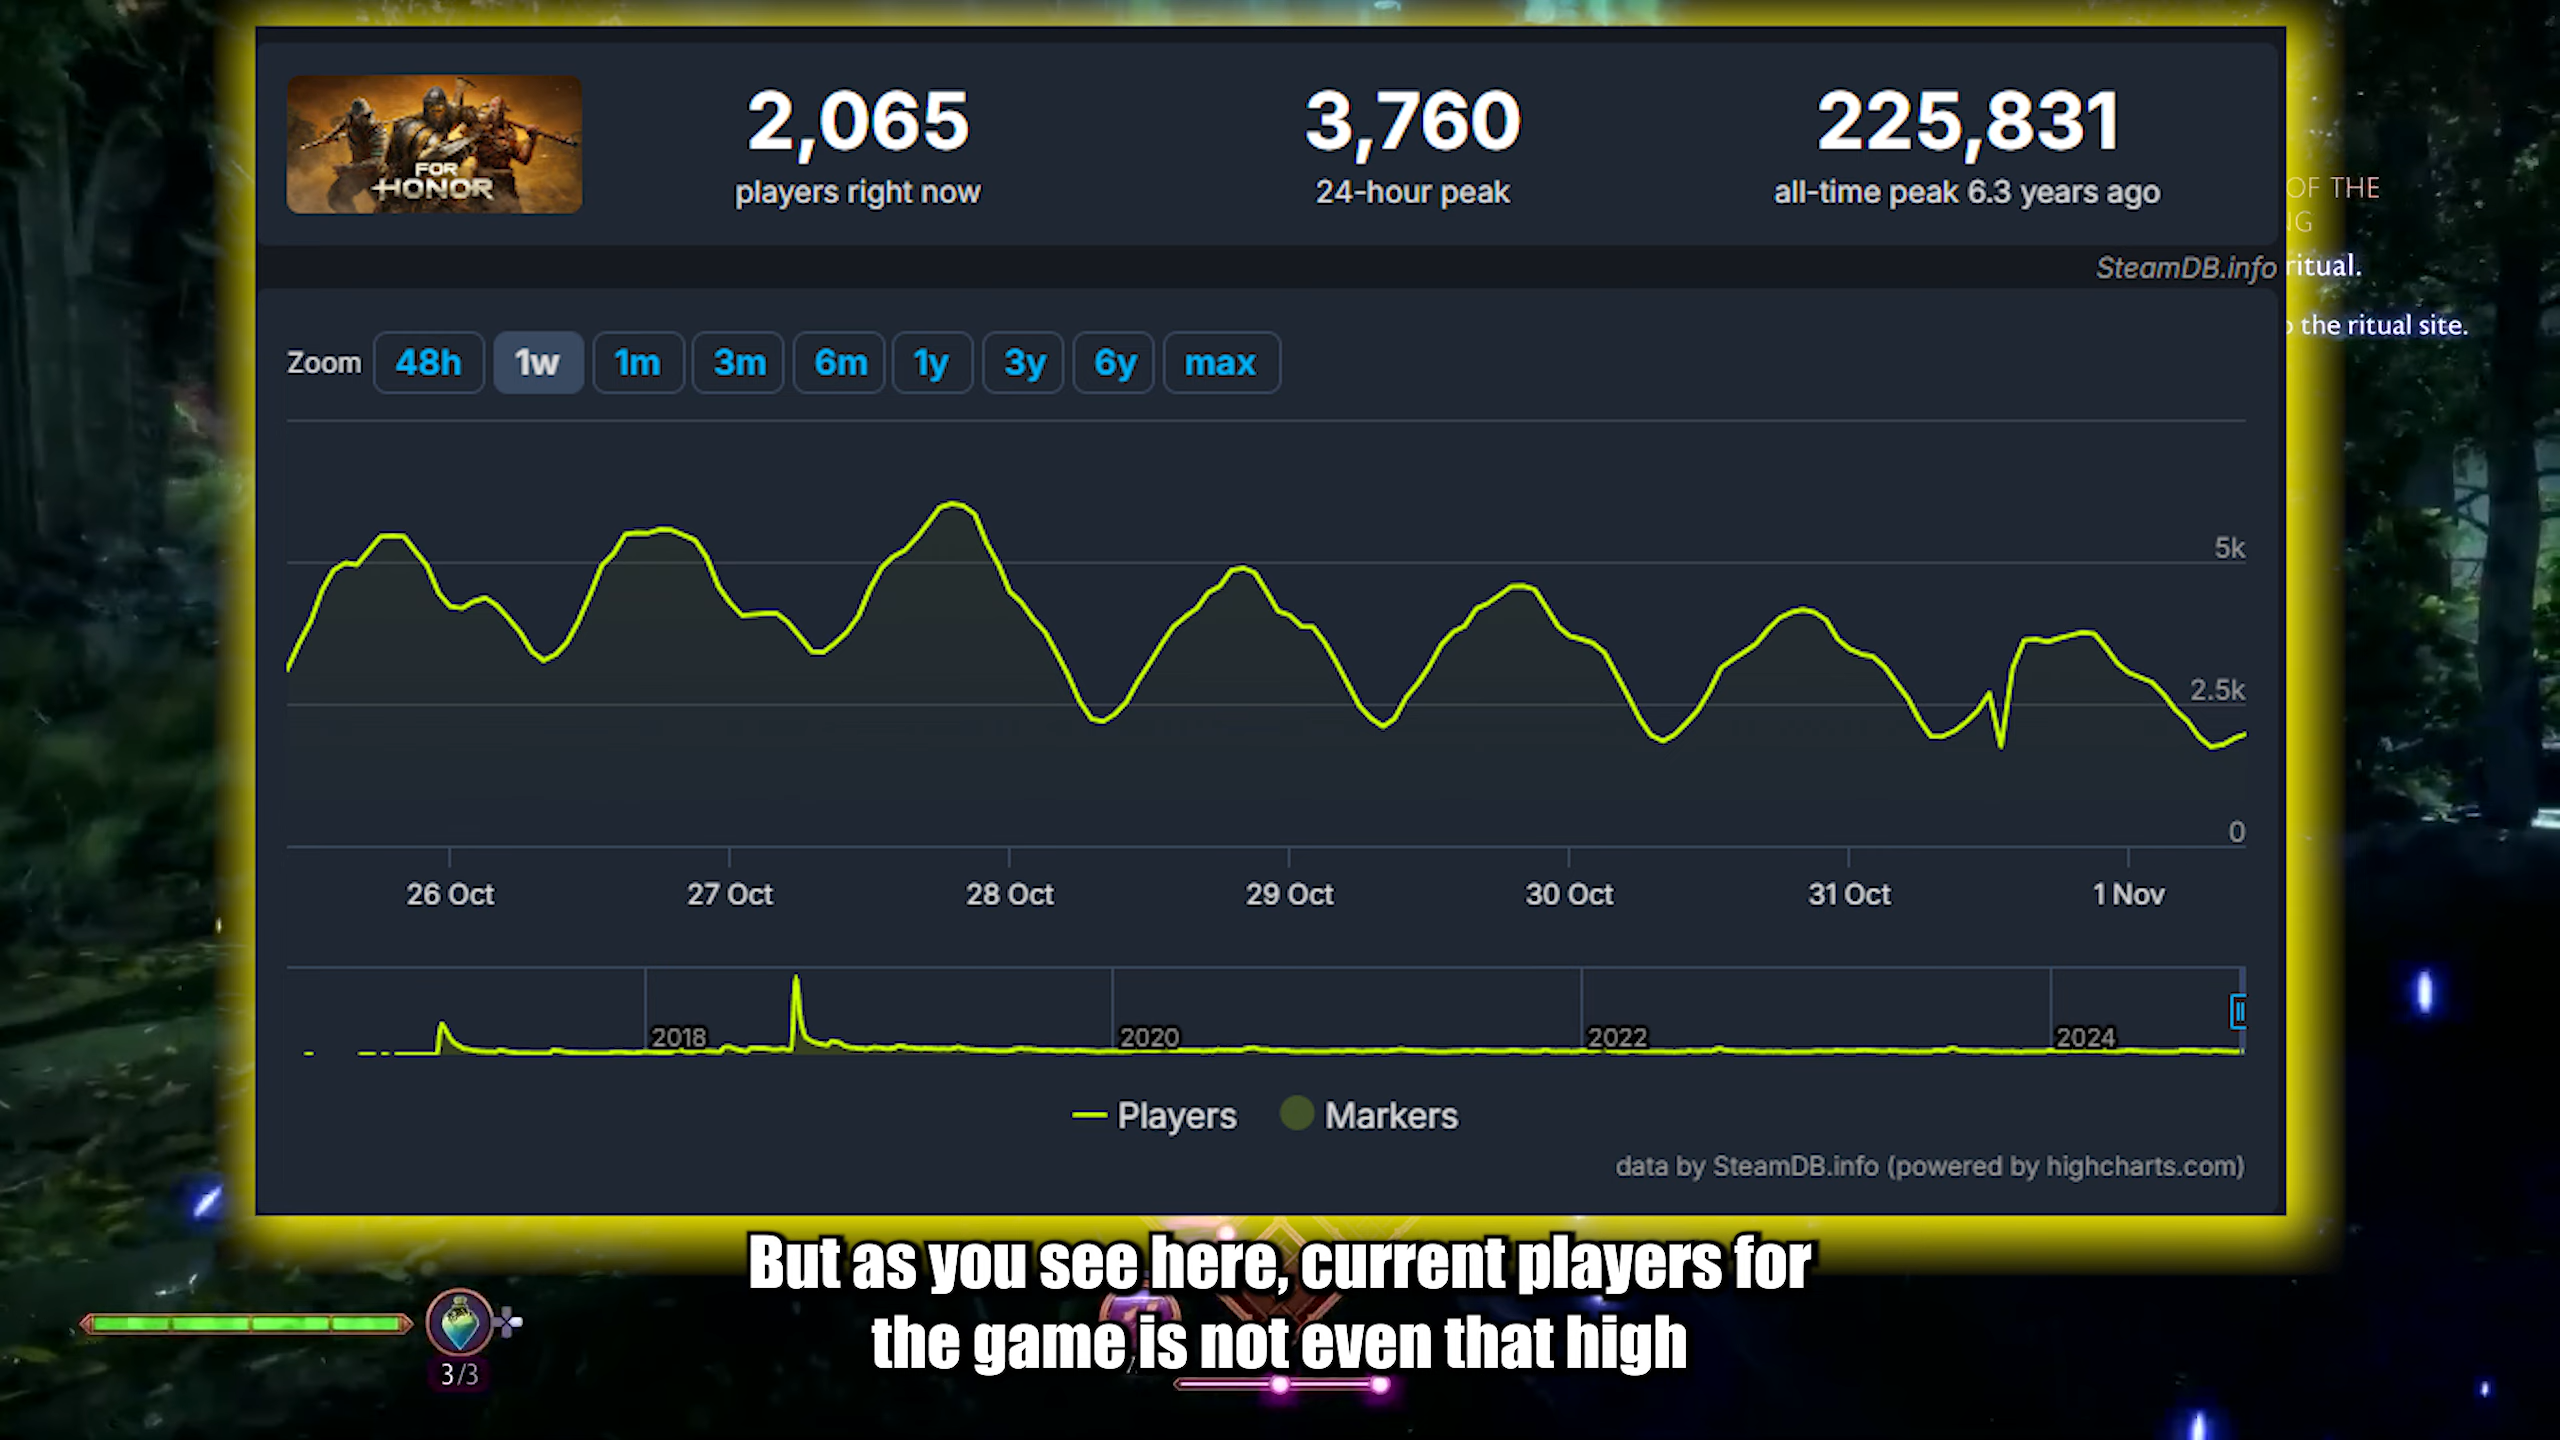 FOR
HONOR
2,065
players right now
3,760
24-hour peak
225,831
all-time peak 6.3 years ago
OF THE
SteamDB.info
ritual.
the ritual site.
Zoom 48h 1w 1m 3m 6m 1y 3y 6y max
5k
2.5k
0
26 Oct 27 Oct 28 Oct 29 Oct 30 Oct 31 Oct 1 Nov
2018 2020 2022 2024
Players Markers
data by SteamDB.info (powered by highcharts.com)
But as you see here, current players for
the game is not even that high
3/3